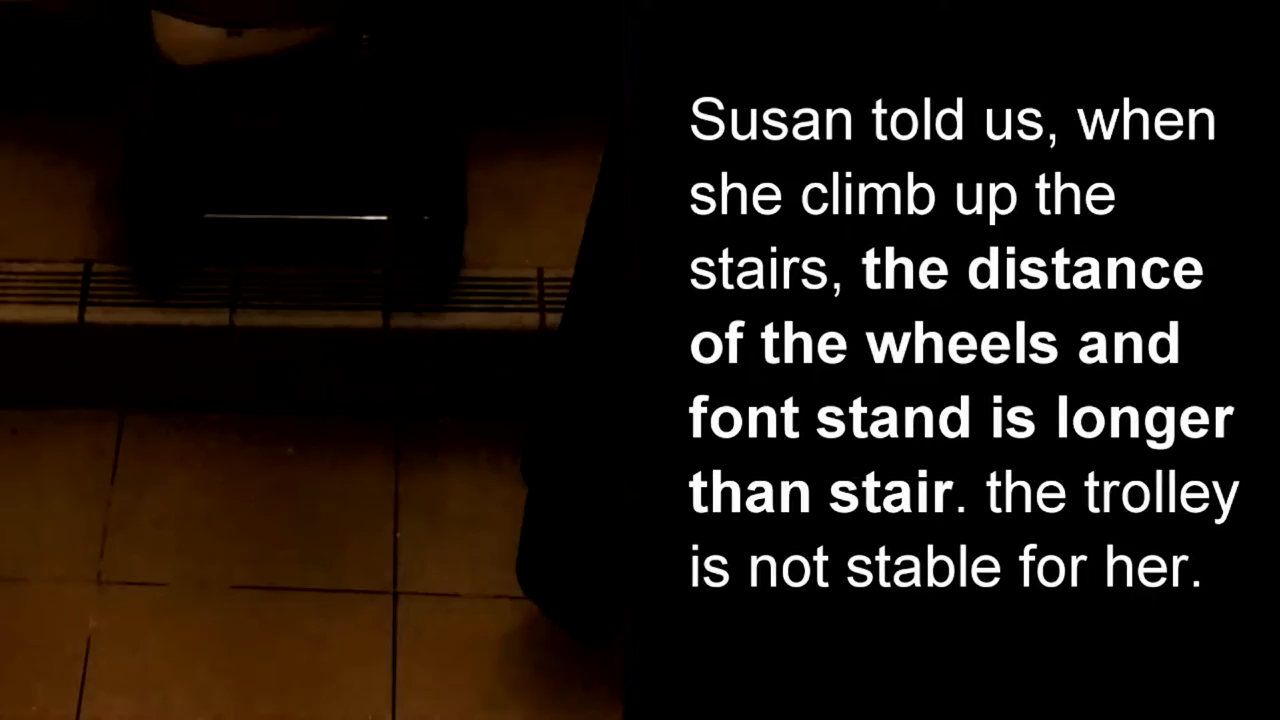 Susan told us, when
she climb up the
stairs, the distance
of the wheels and
font stand is longer
than stair. the trolley
is not stable for her.